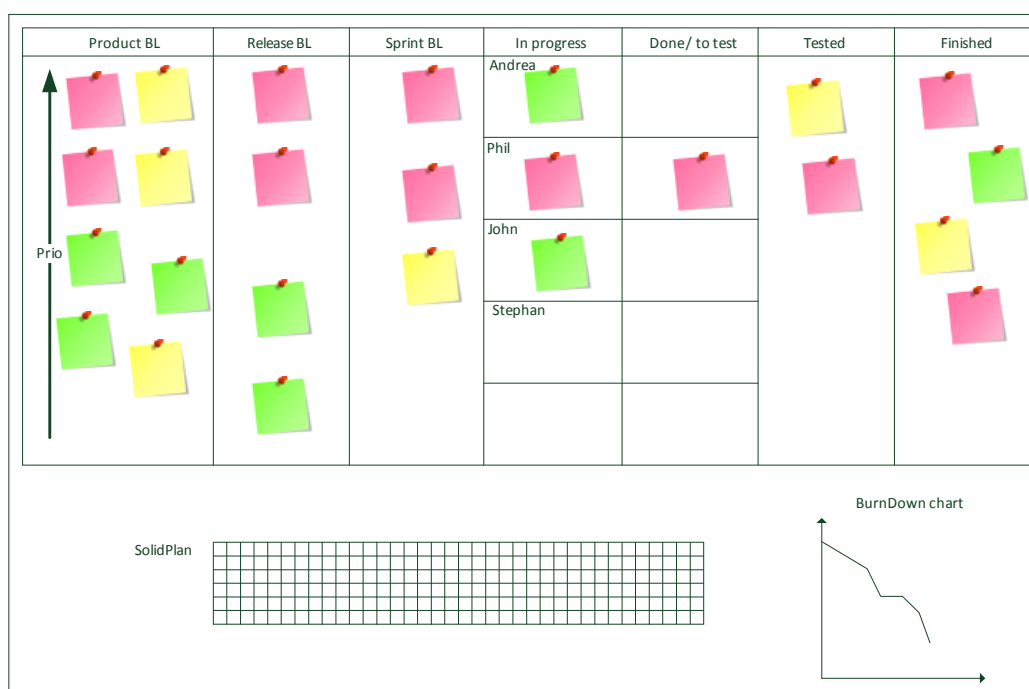 Product BL
Release BL
Sprint BL
In progress
Done/ to test
Tested
Finished
Andrea
Phil
John
Prio
Stephan
BurnDown chart
SolidPlan